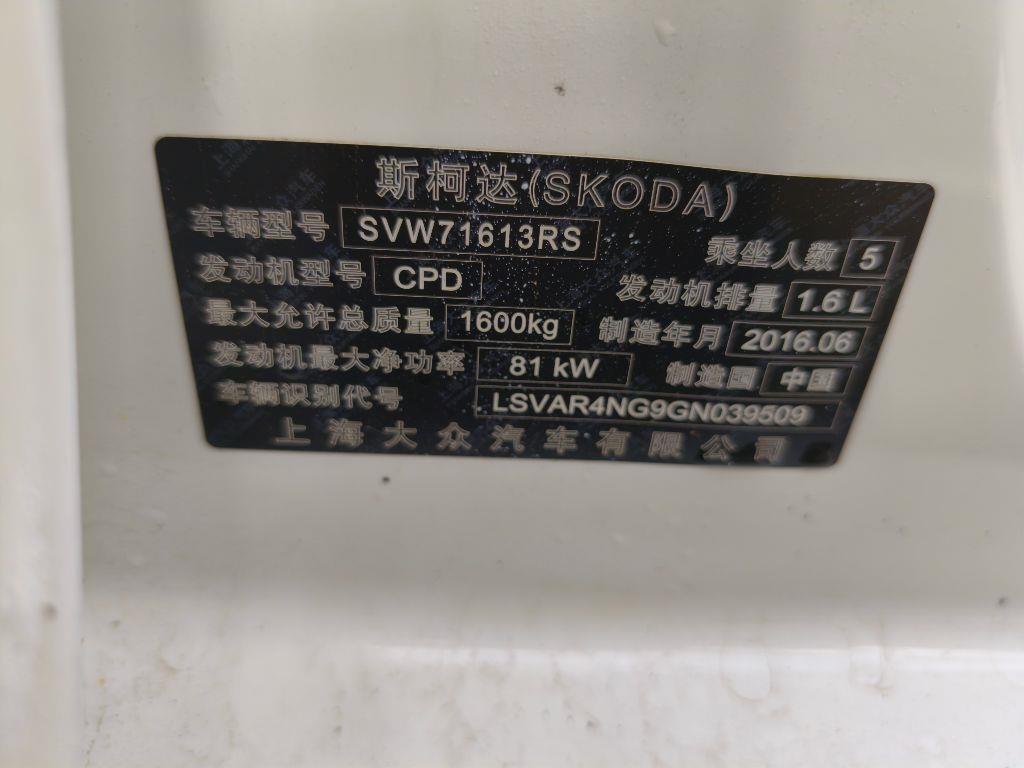 斯柯达(SKODA)
车辆型号 SVW71613RS 乘坐人数 5
发动机型号 CPD 发动机排量 1.6 L
最大允许总质量 1600kg 制造年月 2016.06
发动机最大净功率 81 kW 制造国 中国
车辆识别代号 LSVAR4NG9GN039509
上海大众汽车有限公司